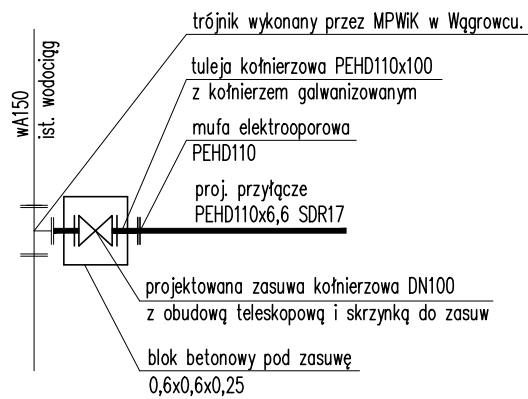 trójnik wykonany przez MPWiK w Wągrowcu.
wA150
ist. wodociąg
tuleja kołnierzowa PEHD110x100
z kołnierzem galwanizowanym
mufa elektrooporowa
PEHD110
proj. przyłącze
PEHD110x6,6 SDR17
projektowana zasuwa kołnierzowa DN100
z obudową teleskopową i skrzynką do zasuw
blok betonowy pod zasuwę
0,6x0,6x0,25